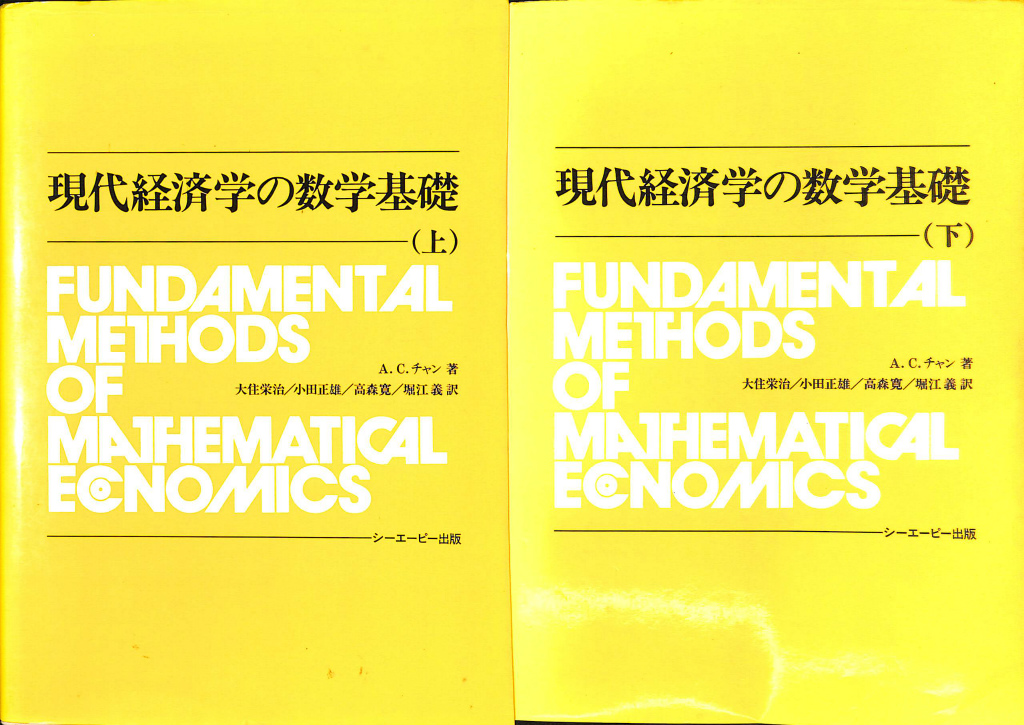 現代経済学の数学基礎
（上）
FUNDAMENTAL
METHODS
OF
MATHEMATICAL
ECONOMICS
A. C. チャン 著
大住栄治／小田正雄／高森寛／堀江義 訳
シーエーピー出版
現代経済学の数学基礎
（下）
FUNDAMENTAL
METHODS
OF
MATHEMATICAL
ECONOMICS
A. C. チャン 著
大住栄治／小田正雄／高森寛／堀江義 訳
シーエーピー出版